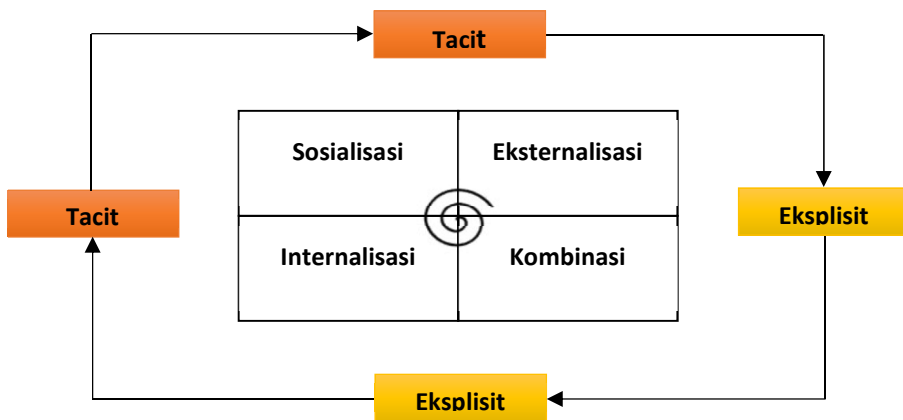 Tacit
Sosialisasi
Eksternalisasi
Tacit
Eksplisit
Internalisasi
Kombinasi
Eksplisit